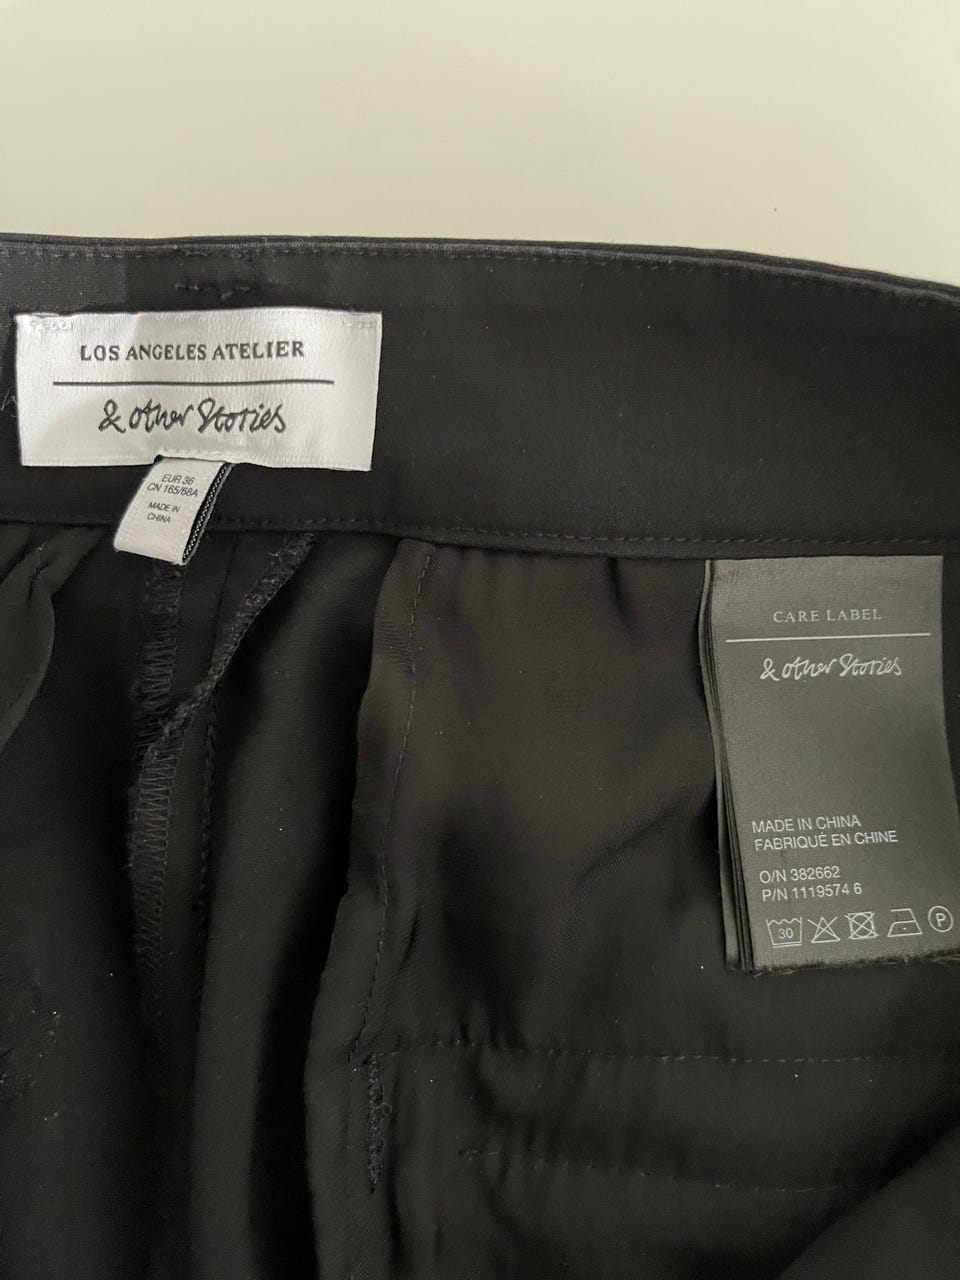 LOS ANGELES ATELIER
& other Stories
EUR 36
CN 165/68A
MADE IN
CHINA
CARE LABEL
& other Stories
MADE IN CHINA
FABRIQUÉ EN CHINE
O/N 382662
P/N 1119574 6
30
P